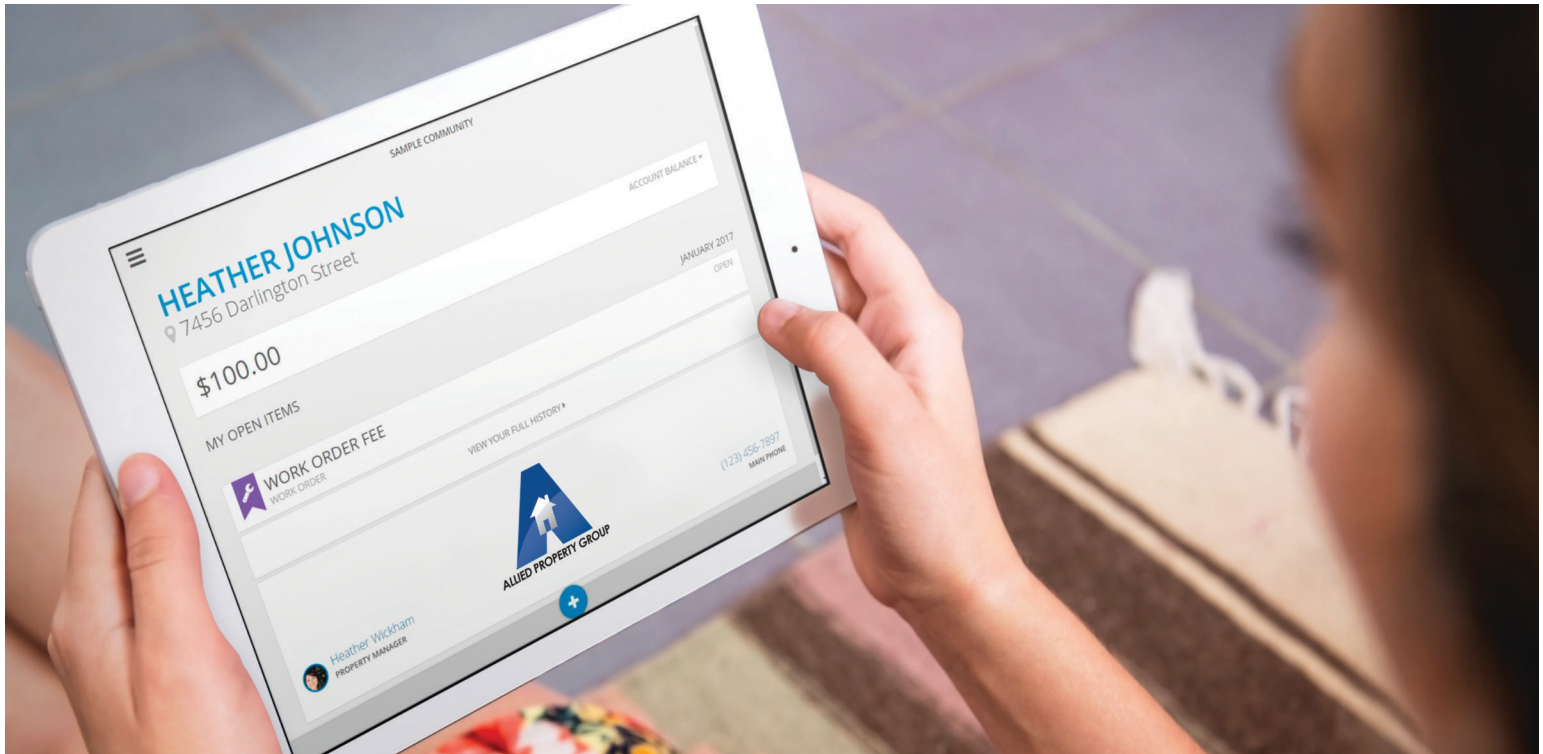 SAMPLE COMMUNITY
HEATHER JOHNSON
7456 Darlington Street
$100.00
ACCOUNT BALANCE
MY OPEN ITEMS
JANUARY 2017
WORK ORDER FEE
OPEN
WORK ORDER
VIEW YOUR FULL HISTORY
ALLIED PROPERTY GROUP
Heather Wickham
PROPERTY MANAGER
(123) 456-7897
MAIN PHONE